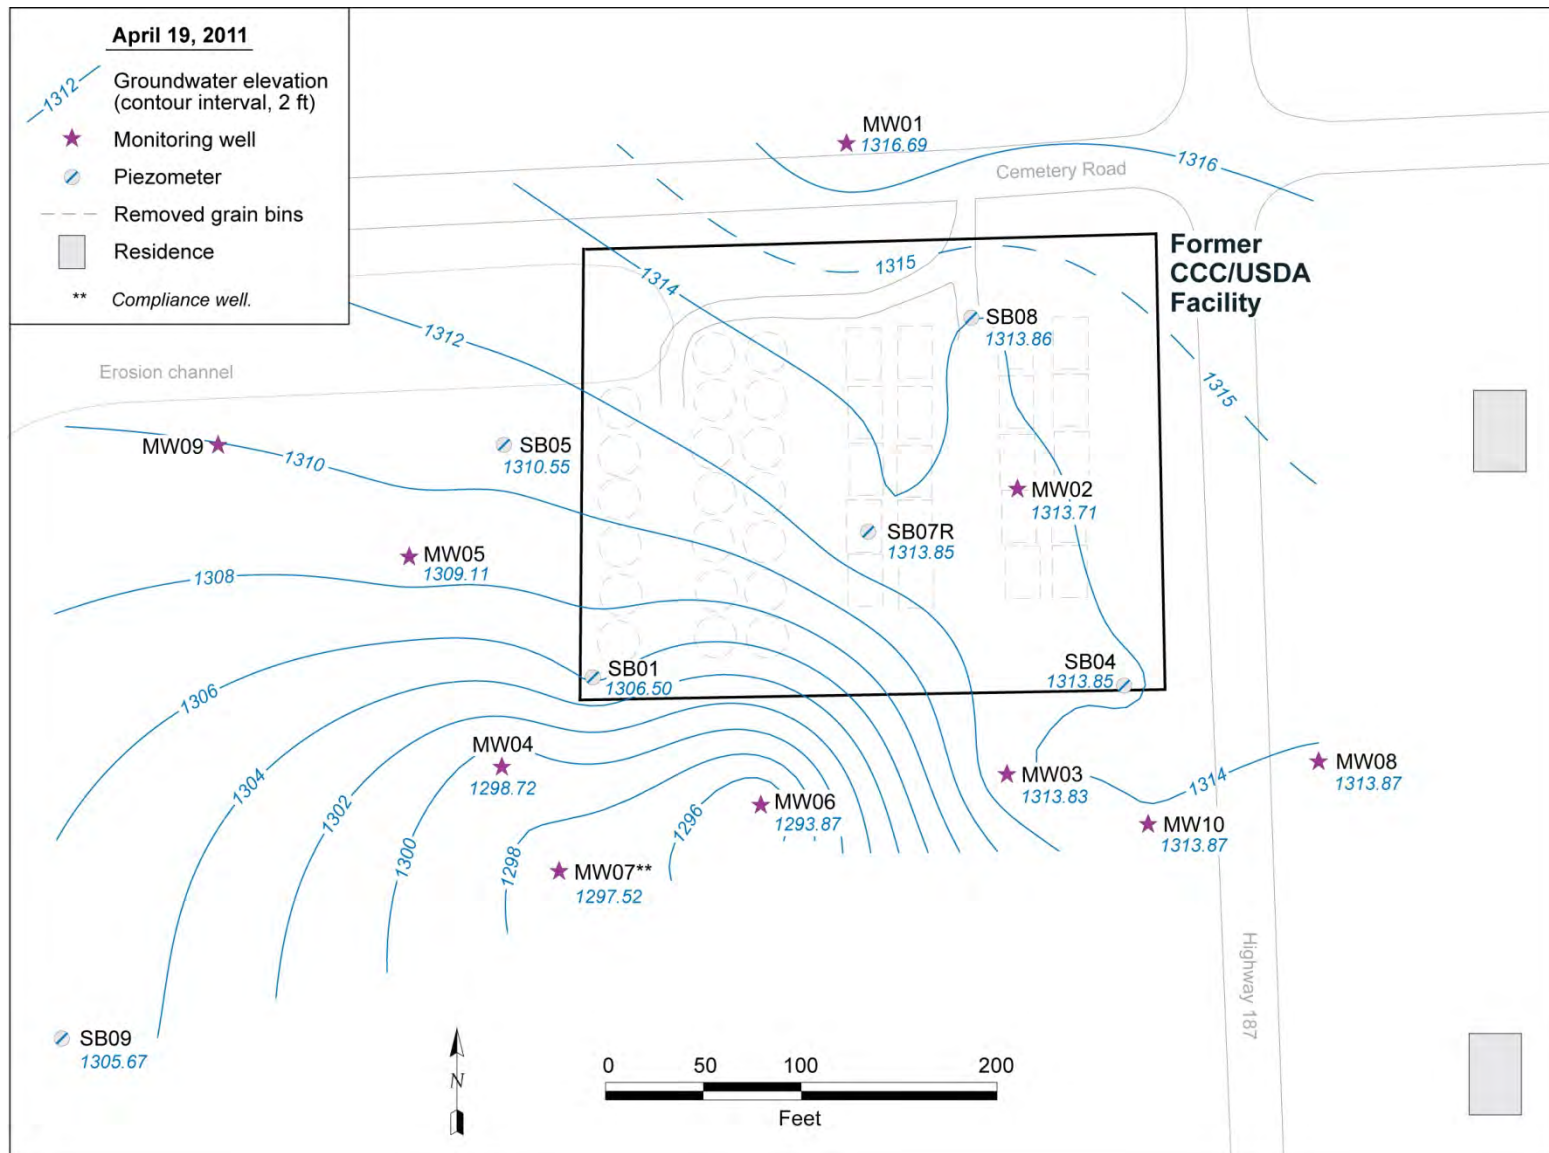 April 19, 2011
1312
Groundwater elevation
(contour interval, 2 ft)
Monitoring well
Piezometer
Removed grain bins
Residence
** Compliance well.
MW01
1316.69
1316
Cemetery Road
Former
CCC/USDA
Facility
1315
1314
1312
SB08
1313.86
Erosion channel
1315
MW09
1310
SB05
1310.55
MW02
1313.71
SB07R
1313.85
MW05
1309.11
1308
SB01
1306.50
SB04
1313.85
1306
MW04
1298.72
1304
1302
1300
1298
1296
MW06
1293.87
MW03
1313.83
1314
MW08
1313.87
MW10
1313.87
MW07**
1297.52
Highway 187
SB09
1305.67
N
0 50 100 200
Feet